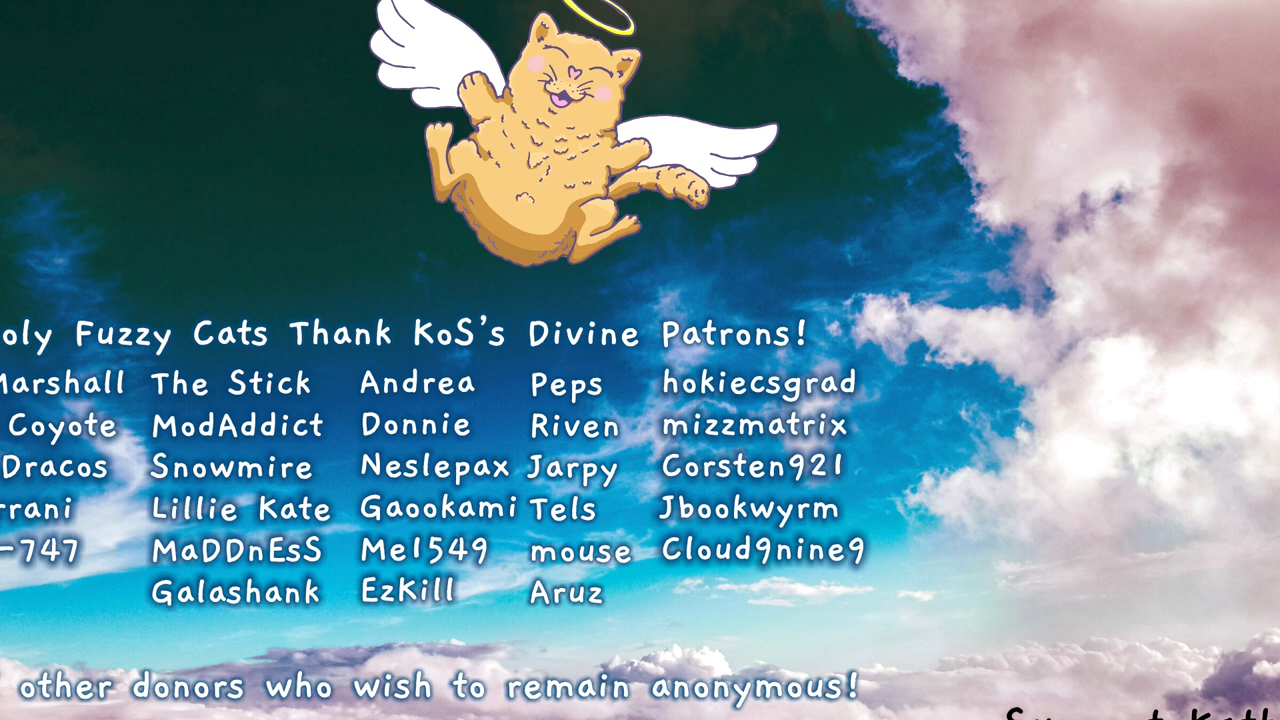 Fuzzy Cats Thank KoS's Divine Patrons!
Marshall The Stick Andrea Peps hokiecsgrad
Coyote ModAddict Donnie Riven mizzmatrix
Dracos Snowmire Neslepax Jarpy Corsten921
Lillie Kate Gaookami Tels Jbookwyrm
-747 MaDDnEsS Me1549 mouse Cloud9nine9
Galashank EzKill Aruz
other donors who wish to remain anonymous!